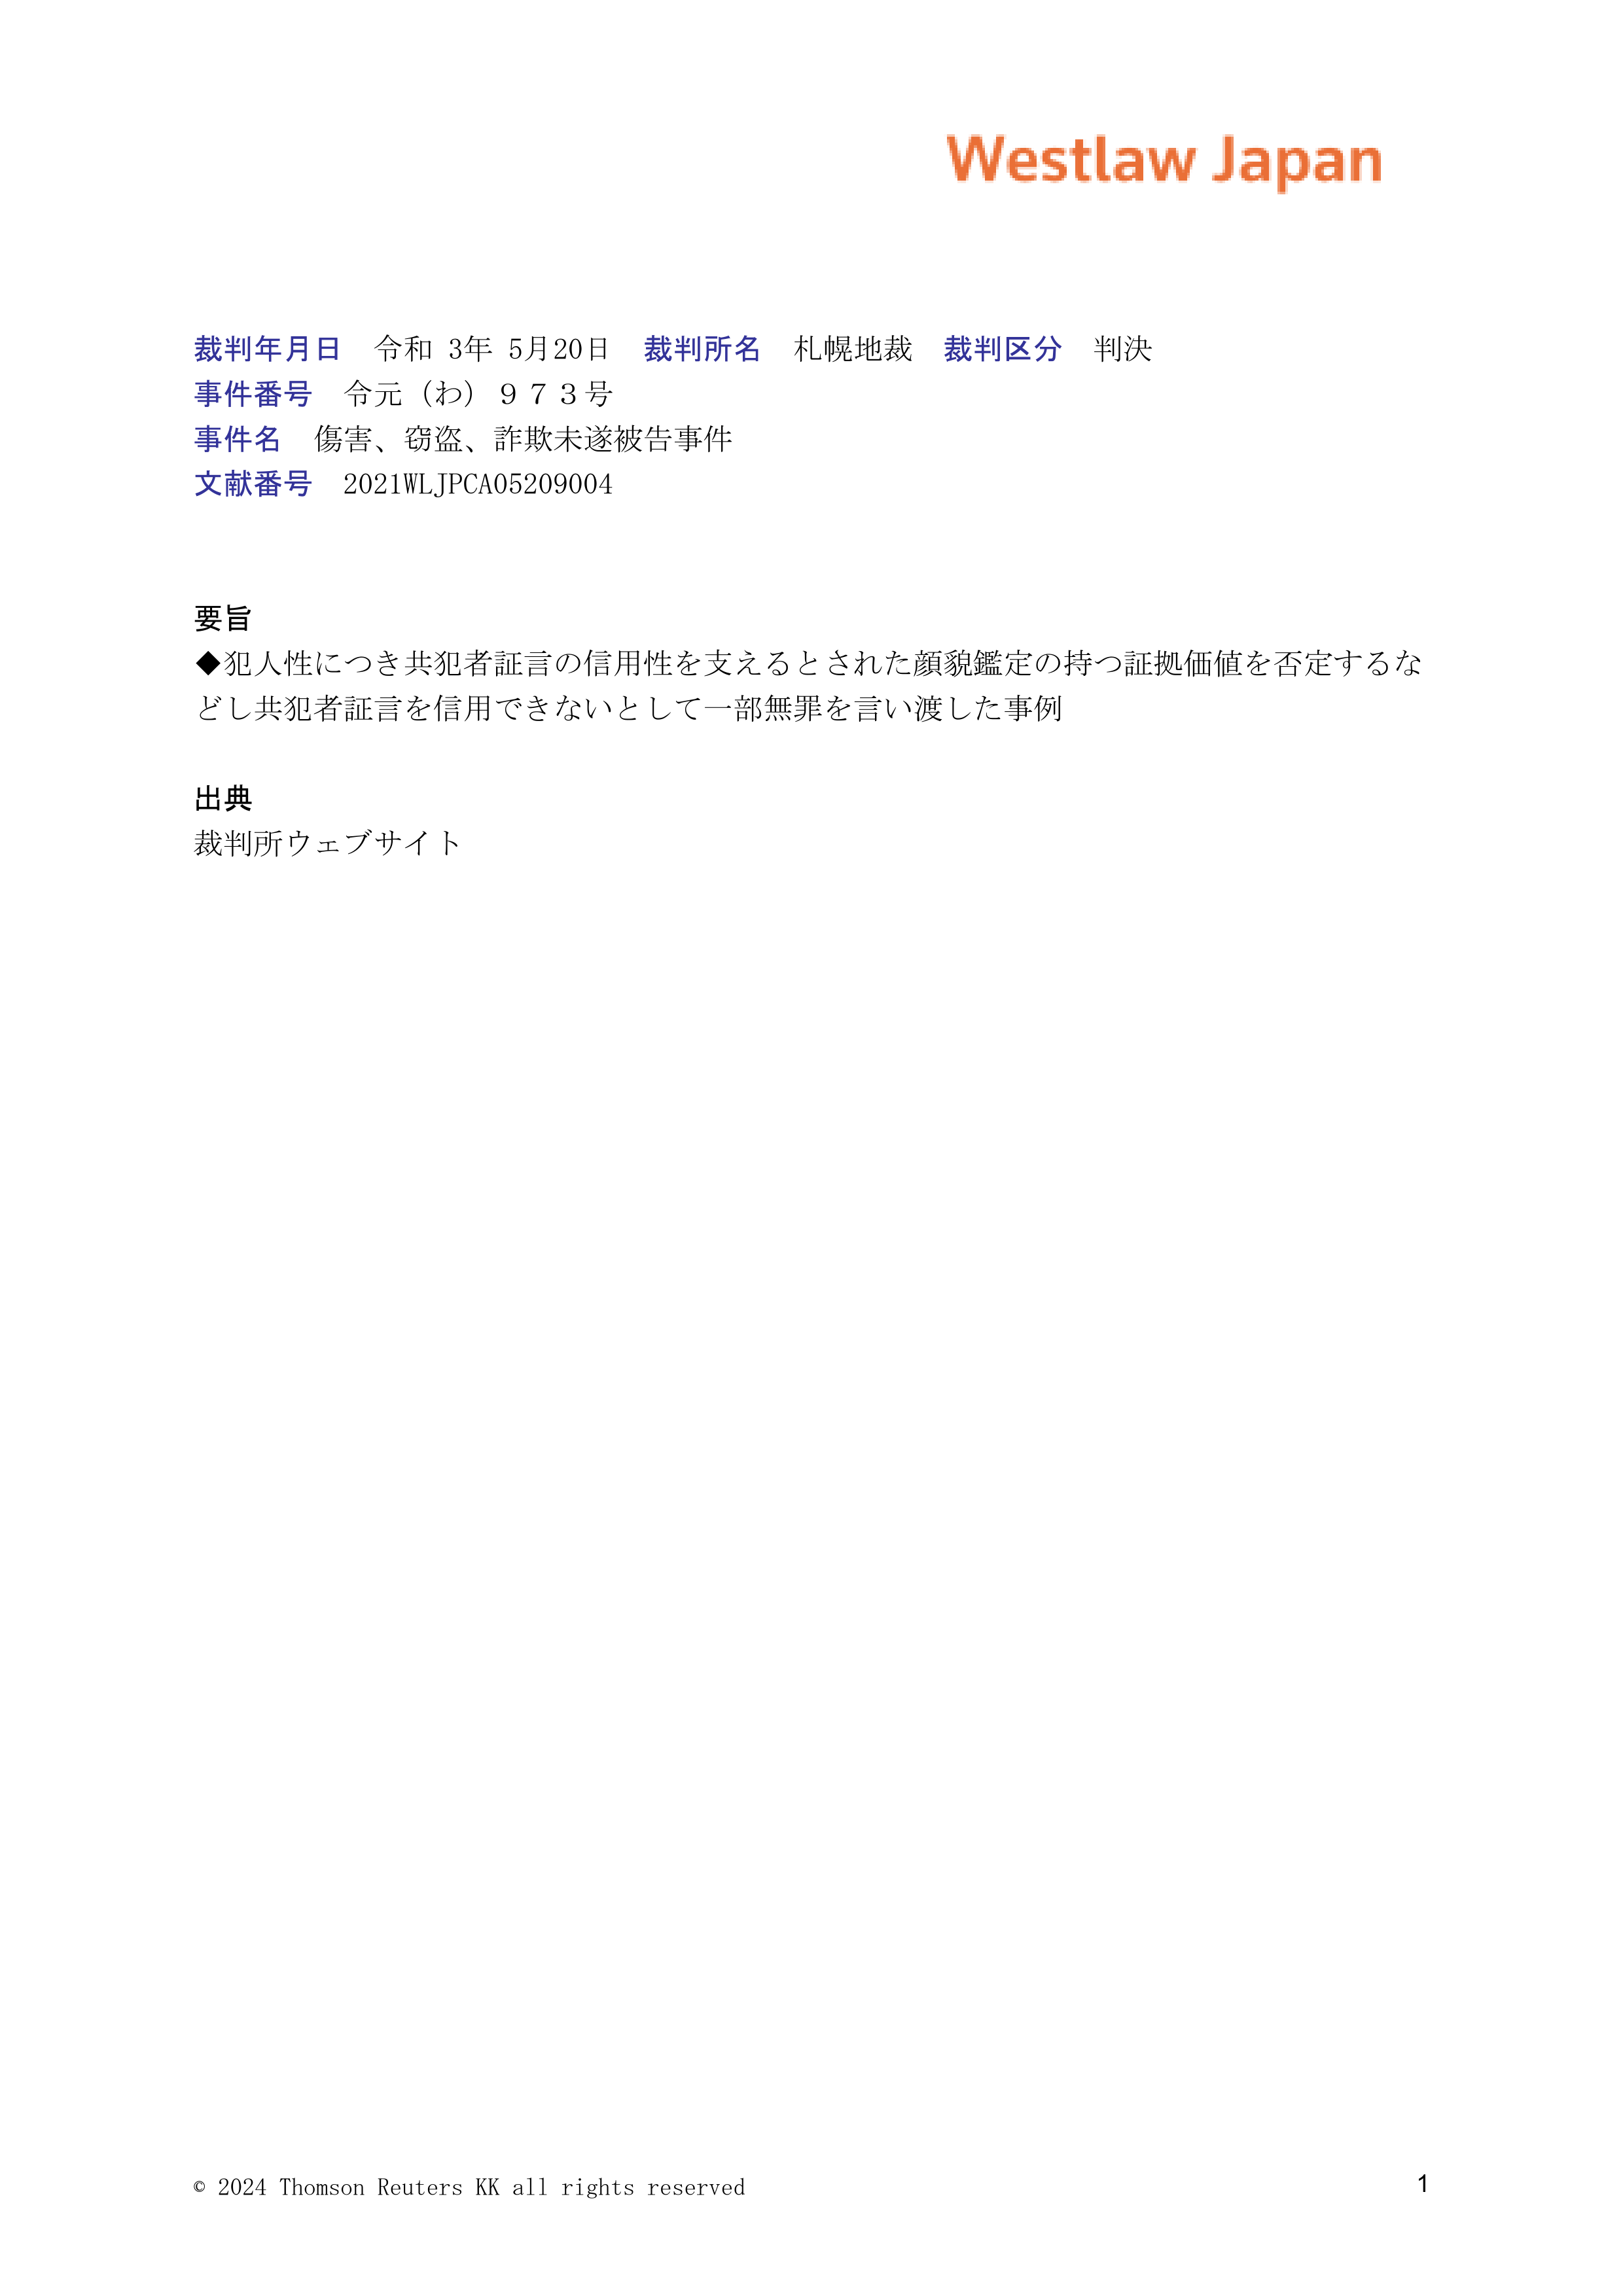 Westlaw Japan
裁判年月日　令和 3年 5月20日　裁判所名　札幌地裁　裁判区分　判決
事件番号　令元（わ）９７３号
事件名　傷害、窃盗、詐欺未遂被告事件
文献番号　2021WLJPCA05209004
要旨
◆犯人性につき共犯者証言の信用性を支えるとされた顔貌鑑定の持つ証拠価値を否定するな
どし共犯者証言を信用できないとして一部無罪を言い渡した事例
出典
裁判所ウェブサイト
© 2024 Thomson Reuters KK all rights reserved
1